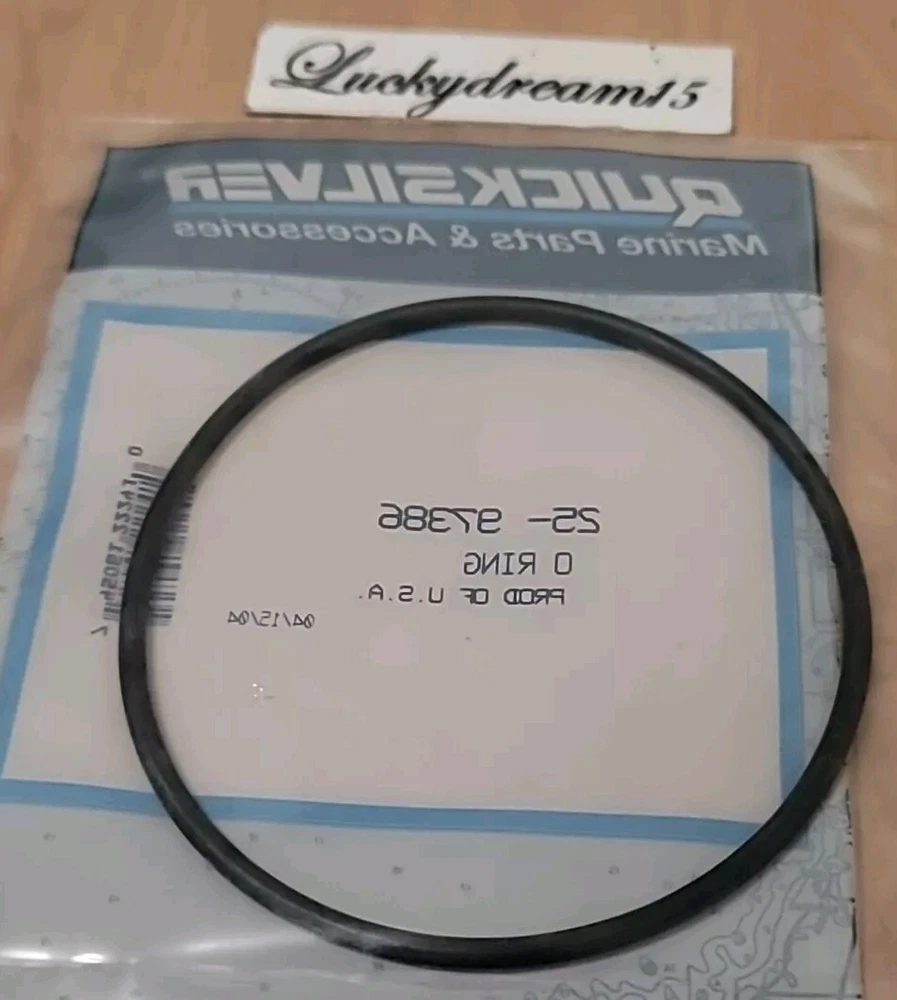 Luckydream15
QUICKSILVER
Marine Parts & Accessories
25- 97386
O RING
PROD OF U.S.A.
04/15/04